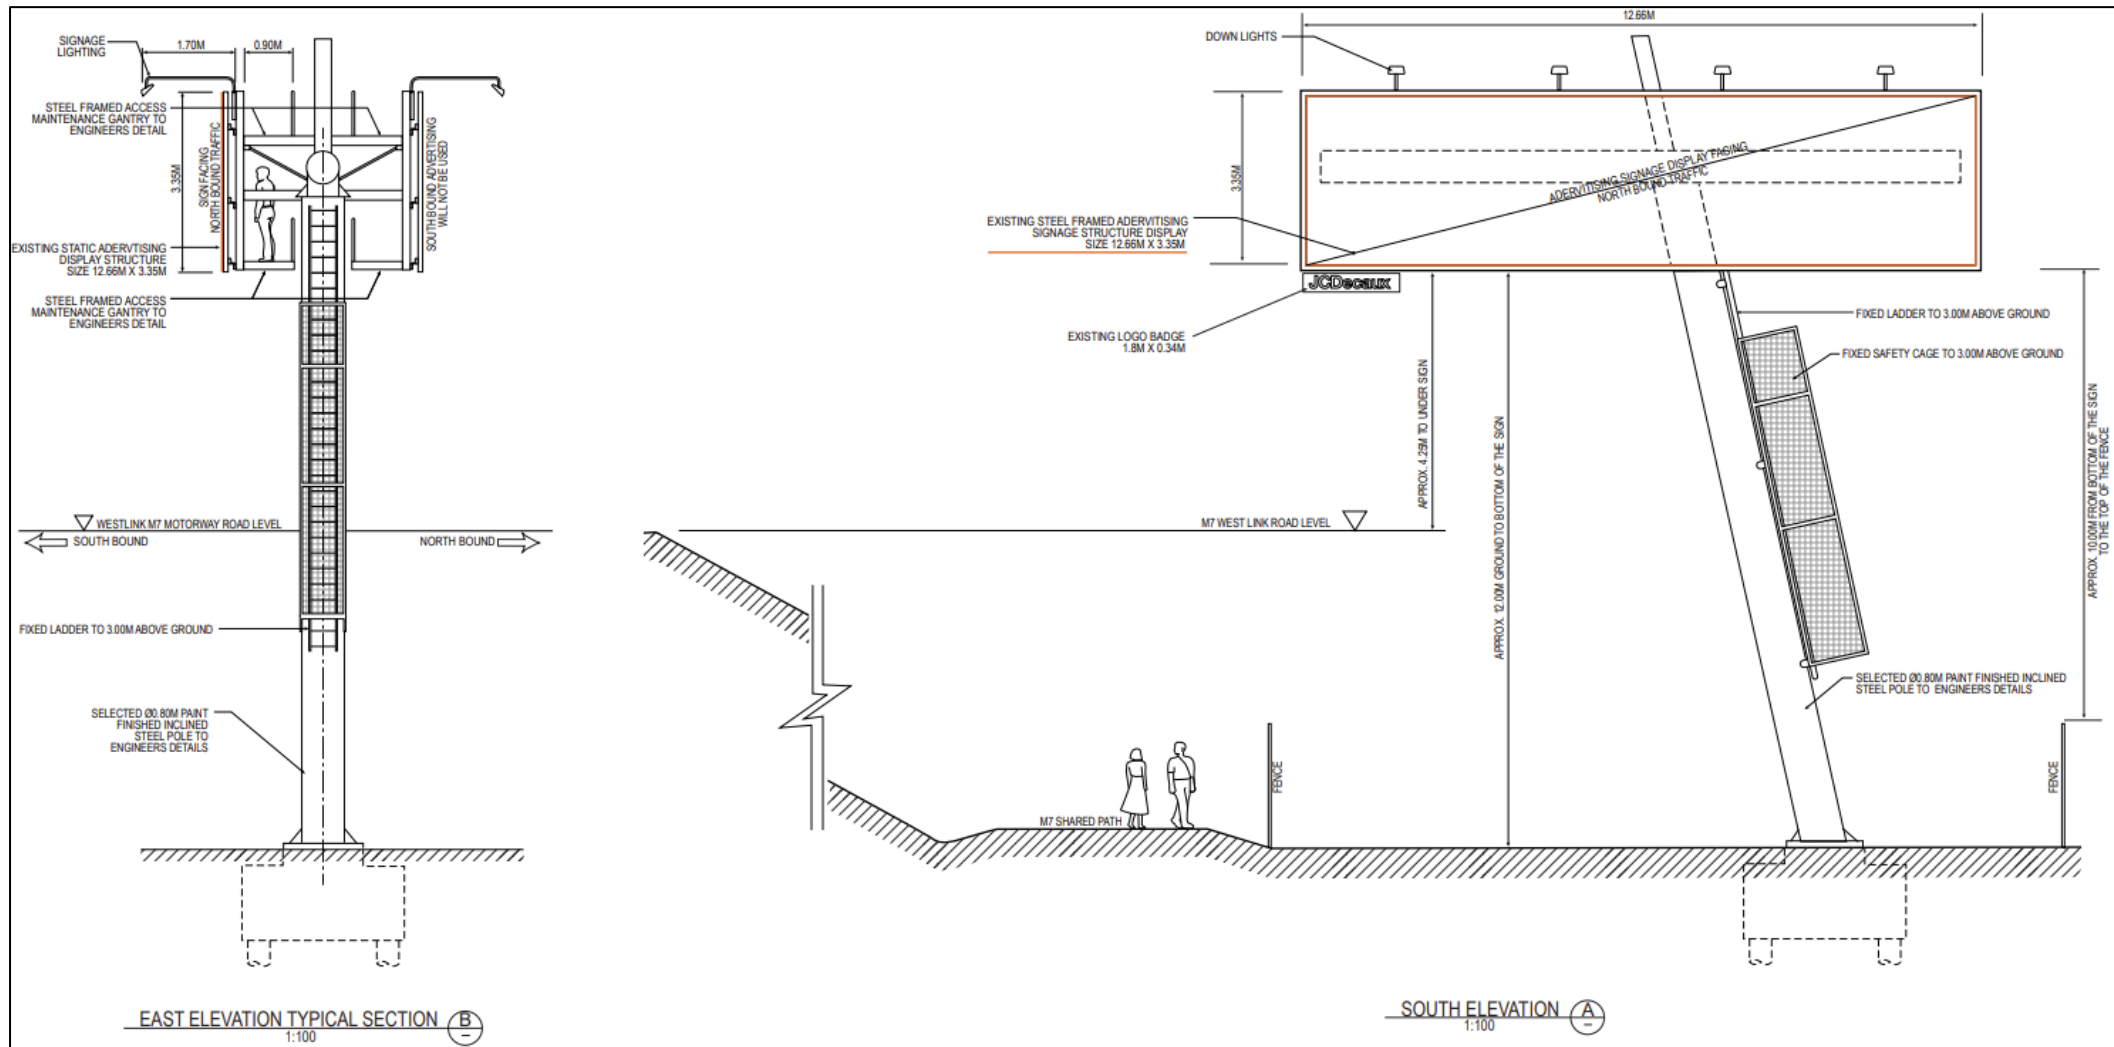 SIGNAGE
LIGHTING
1.70M
0.90M
STEEL FRAMED ACCESS
MAINTENANCE GANTRY TO
ENGINEERS DETAIL
3.35M
SIGN FACING
NORTH BOUND TRAFFIC
SOUTH BOUND ADVERTISING
WILL NOT BE USED
EXISTING STATIC ADERVTISING
DISPLAY STRUCTURE
SIZE 12.66M X 3.35M
STEEL FRAMED ACCESS
MAINTENANCE GANTRY TO
ENGINEERS DETAIL
WESTLINK M7 MOTORWAY ROAD LEVEL
SOUTH BOUND
NORTH BOUND
FIXED LADDER TO 3.00M ABOVE GROUND
SELECTED Ø0.80M PAINT
FINISHED INCLINED
STEEL POLE TO
ENGINEERS DETAILS
EAST ELEVATION TYPICAL SECTION
1:100
B
–
12.66M
DOWN LIGHTS
3.35M
ADERVITISING SIGNAGE DISPLAY FACING
NORTH BOUND TRAFFIC
EXISTING STEEL FRAMED ADERVITISING
SIGNAGE STRUCTURE DISPLAY
SIZE 12.66M X 3.35M
JCDecaux
EXISTING LOGO BADGE
1.8M X 0.34M
APPROX. 4.25M TO UNDER SIGN
APPROX. 12.00M GROUND TO BOTTOM OF THE SIGN
FIXED LADDER TO 3.00M ABOVE GROUND
FIXED SAFETY CAGE TO 3.00M ABOVE GROUND
APPROX. 10.00M FROM BOTTOM OF THE SIGN
TO THE TOP OF THE FENCE
M7 WEST LINK ROAD LEVEL
SELECTED Ø0.80M PAINT FINISHED INCLINED
STEEL POLE TO ENGINEERS DETAILS
FENCE
FENCE
M7 SHARED PATH
SOUTH ELEVATION
1:100
A
–